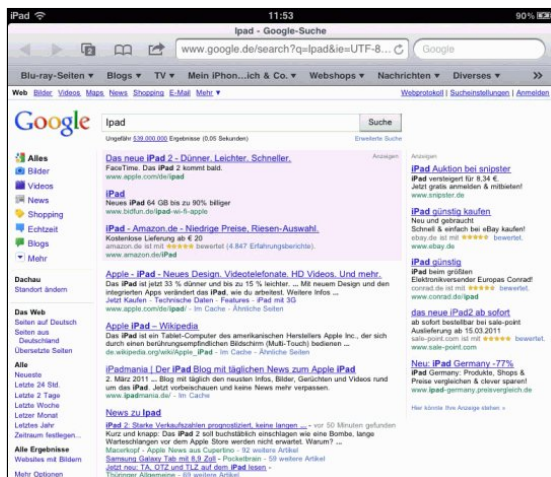 iPad 11:53 90%
Ipad - Google-Suche
www.google.de/search?q=Ipad&ie=UTF-8... Google
Blu-ray-Seiten ▾ Blogs ▾ TV ▾ Mein iPhon...ich & Co. ▾ Webshops ▾ Nachrichten ▾ Diverses ▾ »
Web Bilder Videos Maps News Shopping E-Mail Mehr ▾ Webprotokoll | Sucheinstellungen | Anmelden
Google Ipad Suche
Ungefähr 539.000.000 Ergebnisse (0,05 Sekunden) Erweiterte Suche
Alles
Bilder
Videos
News
Shopping
Echtzeit
Blogs
Mehr
Dachau
Standort ändern
Das Web
Seiten auf Deutsch
Seiten aus
Deutschland
Übersetzte Seiten
Alle
Neueste
Letzte 24 Std.
Letzte 2 Tage
Letzte Woche
Letzer Monat
Letztes Jahr
Zeitraum festlegen...
Alle Ergebnisse
Websites mit Bildern
Mehr Optionen
Das neue iPad 2 - Dünner. Leichter. Schneller. Anzeigen
FaceTime. Das iPad 2 kommt bald.
www.apple.com/de/ipad
iPad
Neues iPad 64 GB bis zu 90% billiger
www.bidfun.de/ipad-wi-fi-apple
iPad - Amazon.de - Niedrige Preise, Riesen-Auswahl.
Kostenlose Lieferung ab € 20
amazon.de ist mit ★★★★★ bewertet (4.847 Erfahrungsberichte).
www.amazon.de/iPad
Apple - iPad - Neues Design. Videotelefonate. HD Videos. Und mehr.
Das iPad ist jetzt 33 % dünner und bis zu 15 % leichter. ... Mit neuem Design und den
integrierten Apps verändert das iPad, wie du arbeitest. Weitere Infos ...
Jetzt Kaufen - Technische Daten - Features - iPad mit 3G
www.apple.com/de/ipad/ - Im Cache - Ähnliche Seiten
Apple iPad – Wikipedia
Das iPad ist ein Tablet-Computer des amerikanischen Herstellers Apple Inc., der sich
durch einen berührungsempfindlichen Bildschirm (Multi-Touch) bedienen ...
de.wikipedia.org/wiki/Apple_iPad - Im Cache - Ähnliche Seiten
iPadmania | Der iPad Blog mit täglichen News zum Apple iPad
2. März 2011 ... Blog mit täglich den neusten Infos, Bilder, Gerüchten und Videos rund
um das iPad. Jetzt vorbeischauen und keine News mehr verpassen.
www.ipadmania.de/ - Im Cache
News zu Ipad
iPad 2: Starke Verkaufszahlen prognostiziert, keine langen ... - vor 50 Minuten gefunden
Kurz und knapp: Das iPad 2 soll buchstäblich einschlagen wie eine Bombe, lange
Warteschlangen vor dem Apple Store werden nicht erwartet. Warum? ...
Macerkopf - Apple News aus Cupertino - 92 weitere Artikel
Samsung Galaxy Tab mit 8,9 Zoll - Pocketbrain - 59 weitere Artikel
Jetzt neu: TA, OTZ und TLZ auf dem iPad lesen -
Thüringer Allgemeine - 88 weitere Artikel
Anzeigen
iPad Auktion bei snipster
iPad versteigert für 8,34 €.
Jetzt gratis anmelden & mitbieten!
www.snipster.de
iPad günstig kaufen
Neu und gebraucht
Schnell & einfach bei eBay kaufen!
ebay.de ist mit ★★★★★ bewertet.
www.ebay.de
iPad günstig
iPad beim größten
Elektronikversender Europas Conrad!
conrad.de ist mit ★★★★★ bewertet.
www.conrad.de/ipad
das neue iPad2 ab sofort
ab sofort bestellbar bei sale-point
Auslieferung ab 15.03.2011
sale-point.com ist mit ★★★★★ bewertet.
www.sale-point.com
Neu: iPad Germany -77%
iPad Germany: Produkte, Shops &
Preise vergleichen & clever sparen!
www.ipad-germany.preisvergleich.de
Hier könnte Ihre Anzeige stehen »